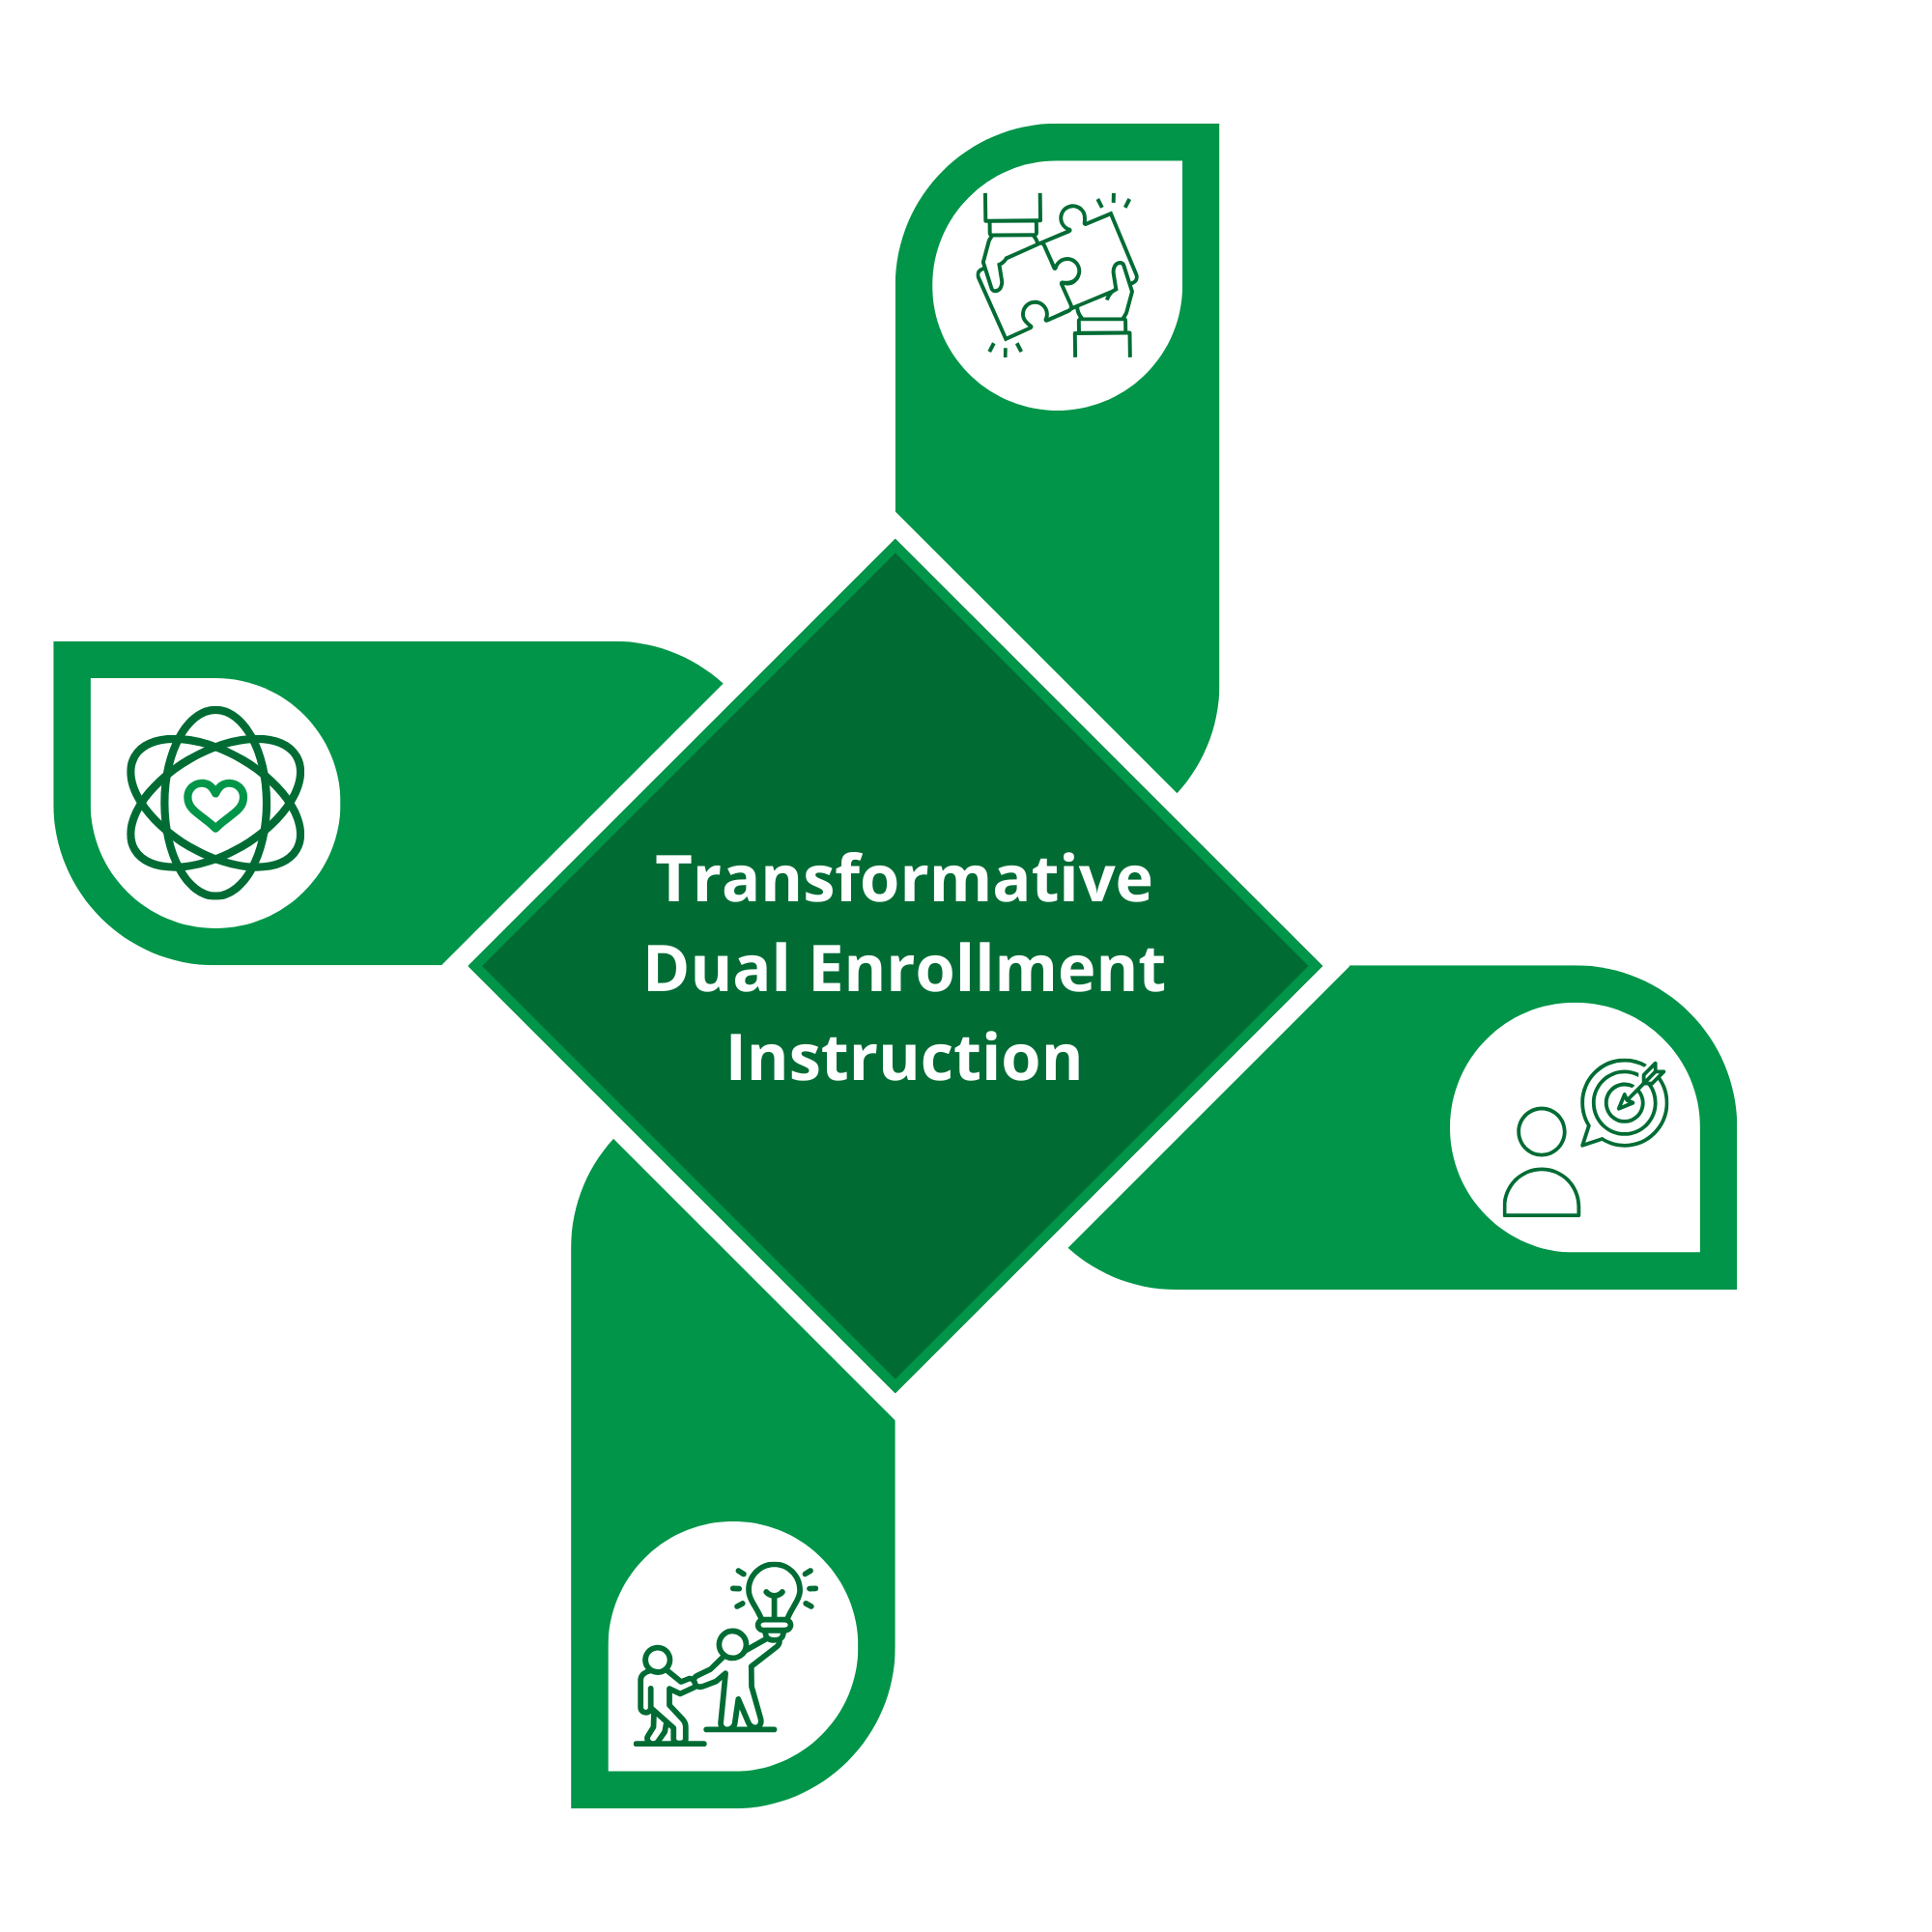 Transformative
Dual Enrollment
Instruction